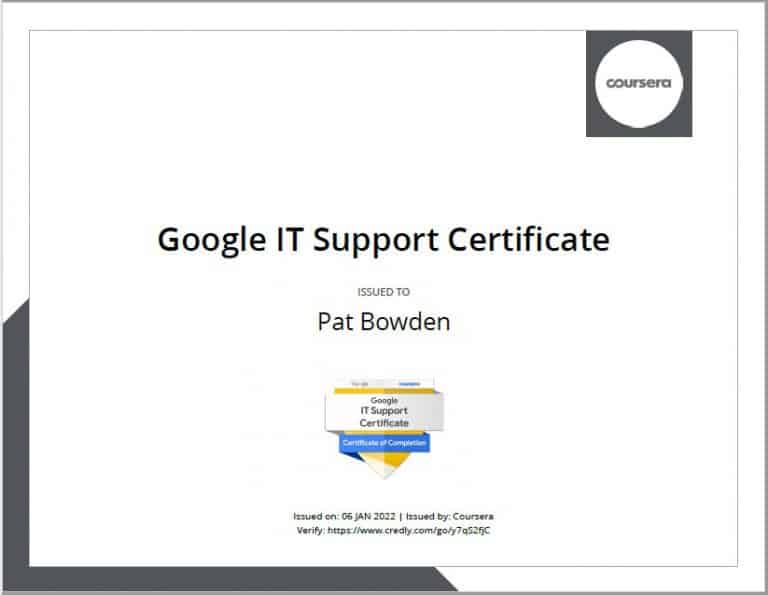 coursera
Google IT Support Certificate
ISSUED TO
Pat Bowden
Google coursera
Google
IT Support
Certificate
Certificate of Completion
Issued on: 06 JAN 2022 | Issued by: Coursera
Verify: https://www.credly.com/go/y7qS2fjC